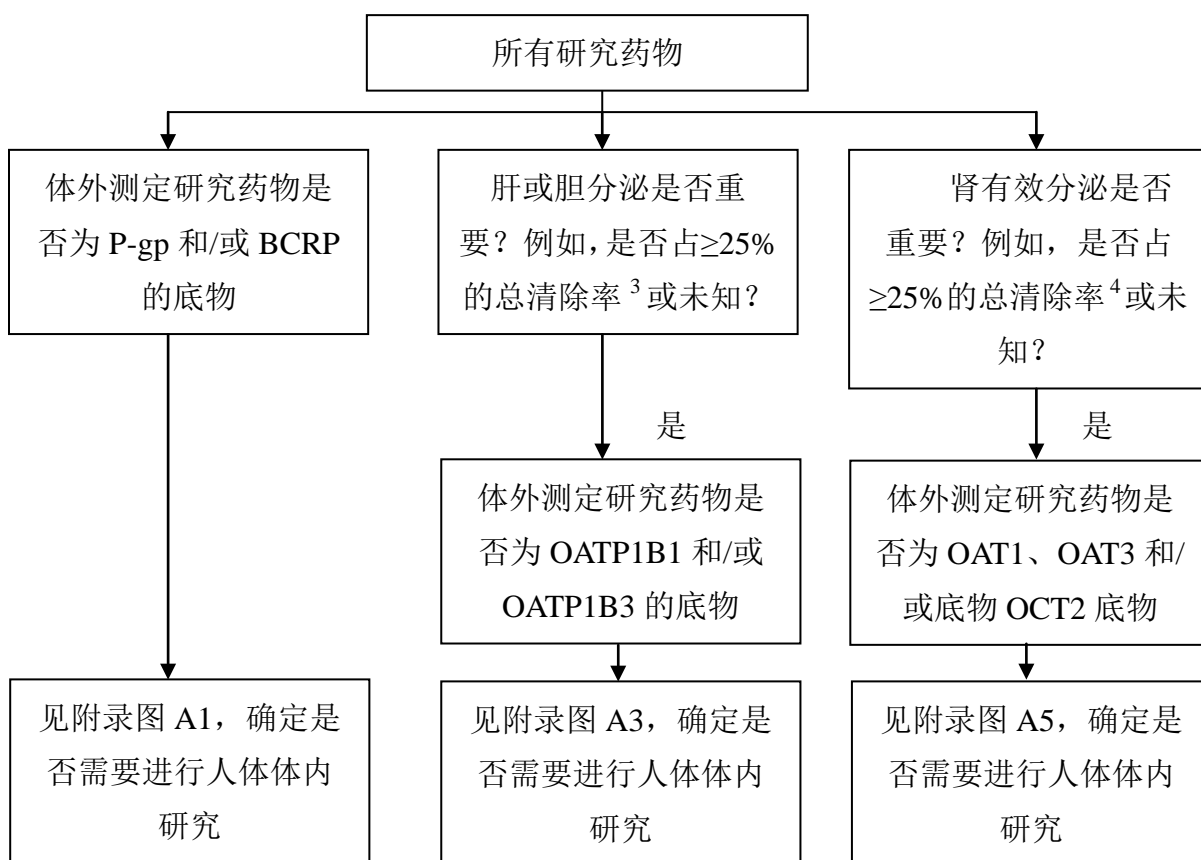 所有研究药物
体外测定研究药物是
否为 P-gp 和/或 BCRP
的底物
肝或胆分泌是否重
要？例如，是否占≥25%
的总清除率 3 或未知？
肾有效分泌是否
重要？例如，是否占
≥25%的总清除率 4 或未
知？
是
是
体外测定研究药物是
否为 OATP1B1 和/或
OATP1B3 的底物
体外测定研究药物是
否为 OAT1、OAT3 和/
或底物 OCT2 底物
见附录图 A1，确定是
否需要进行人体体内
研究
见附录图 A3，确定是
否需要进行人体体内
研究
见附录图 A5，确定是
否需要进行人体体内
研究